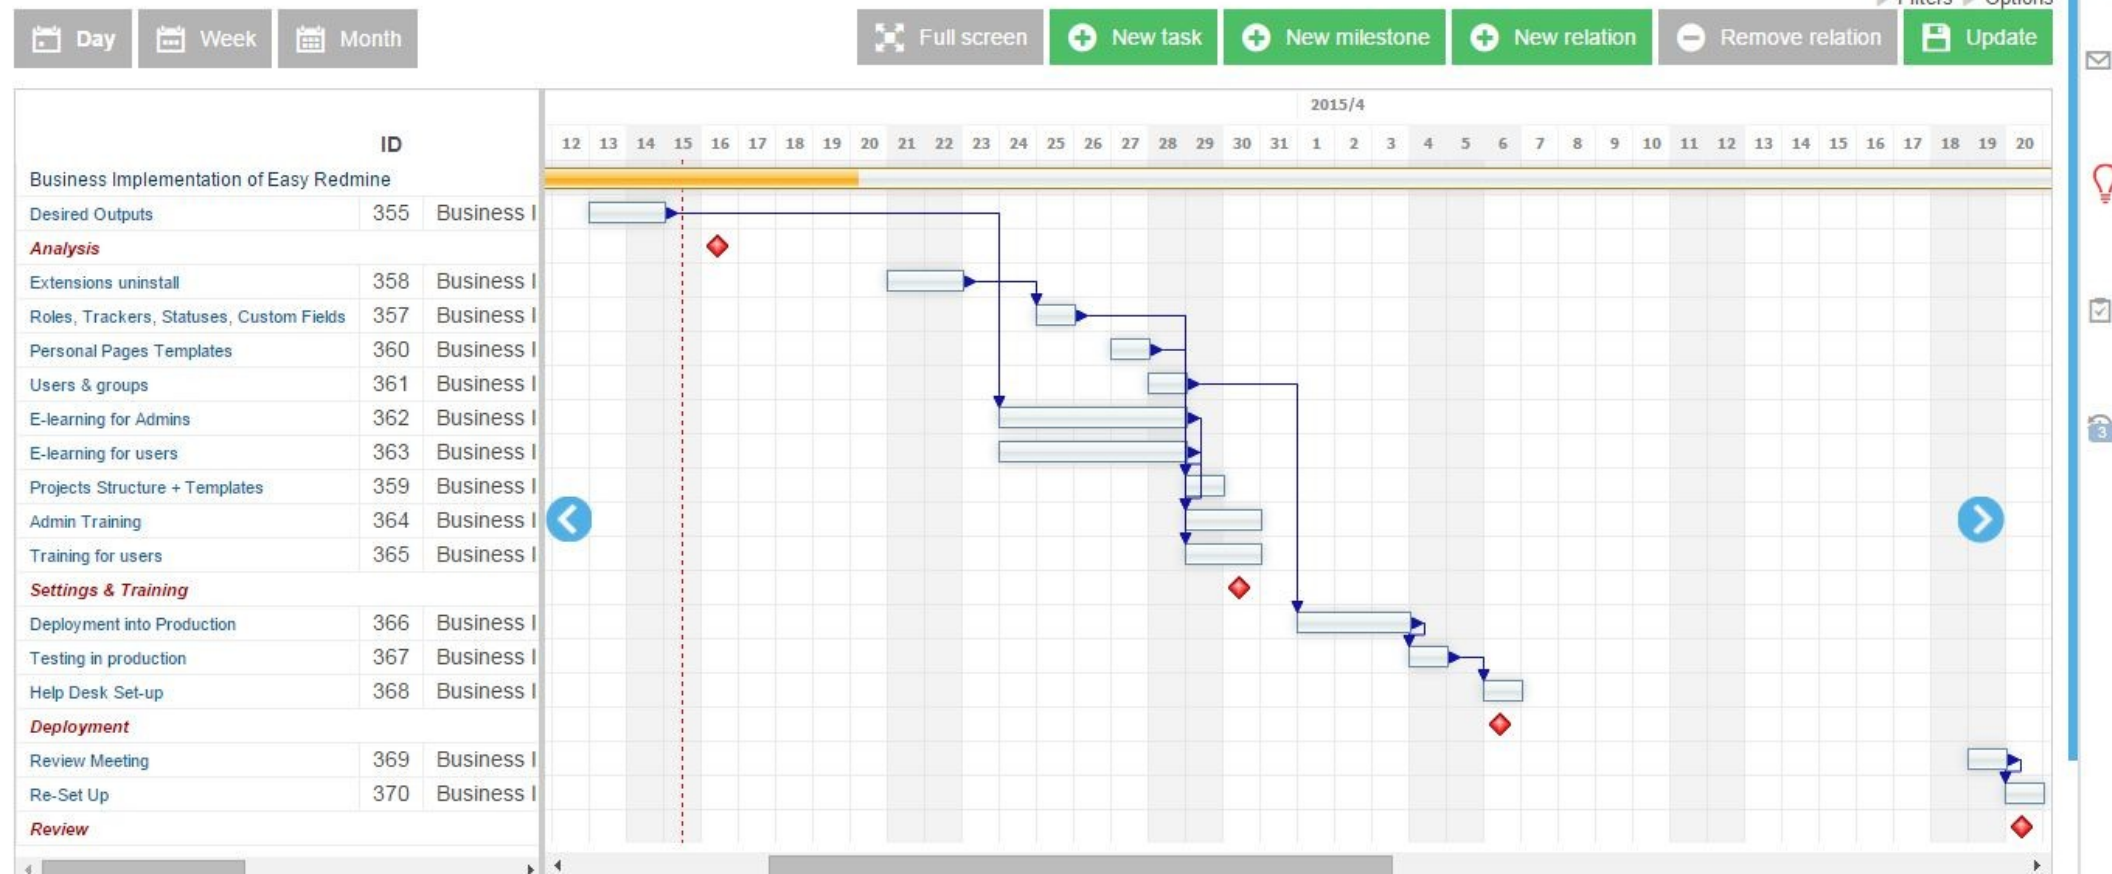 Filters Options
Day Week Month Full screen New task New milestone New relation Remove relation Update
2015/4
ID 12 13 14 15 16 17 18 19 20 21 22 23 24 25 26 27 28 29 30 31 1 2 3 4 5 6 7 8 9 10 11 12 13 14 15 16 17 18 19 20
Business Implementation of Easy Redmine
Desired Outputs 355 Business I
Analysis
Extensions uninstall 358 Business I
Roles, Trackers, Statuses, Custom Fields 357 Business I
Personal Pages Templates 360 Business I
Users & groups 361 Business I
E-learning for Admins 362 Business I
3
E-learning for users 363 Business I
Projects Structure + Templates 359 Business I
Admin Training 364 Business I
Training for users 365 Business I
Settings & Training
Deployment into Production 366 Business I
Testing in production 367 Business I
Help Desk Set-up 368 Business I
Deployment
Review Meeting 369 Business I
Re-Set Up 370 Business I
Review